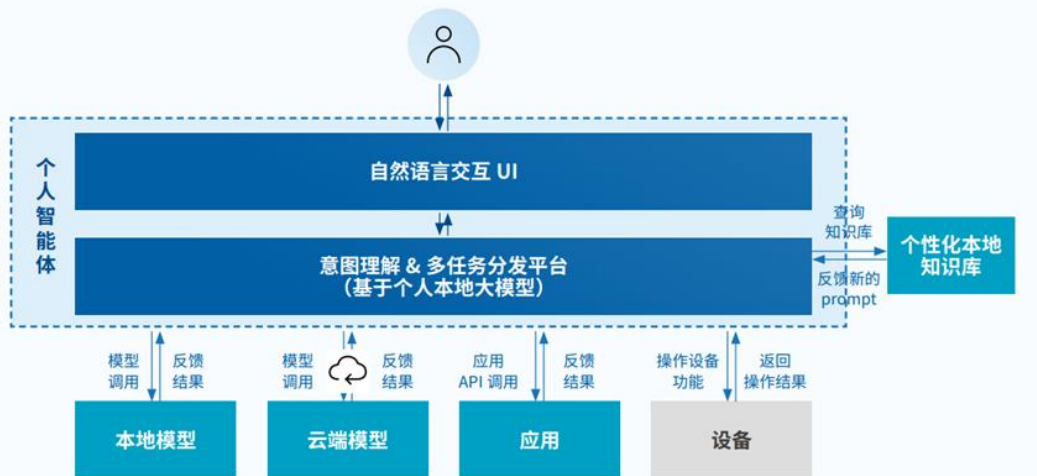 个人智能体
自然语言交互 UI
意图理解 & 多任务分发平台
（基于个人本地大模型）
查询
知识库
反馈新的
prompt
个性化本地
知识库
模型
调用
反馈
结果
模型
调用
反馈
结果
应用
API 调用
反馈
结果
操作设备
功能
返回
操作结果
本地模型
云端模型
应用
设备